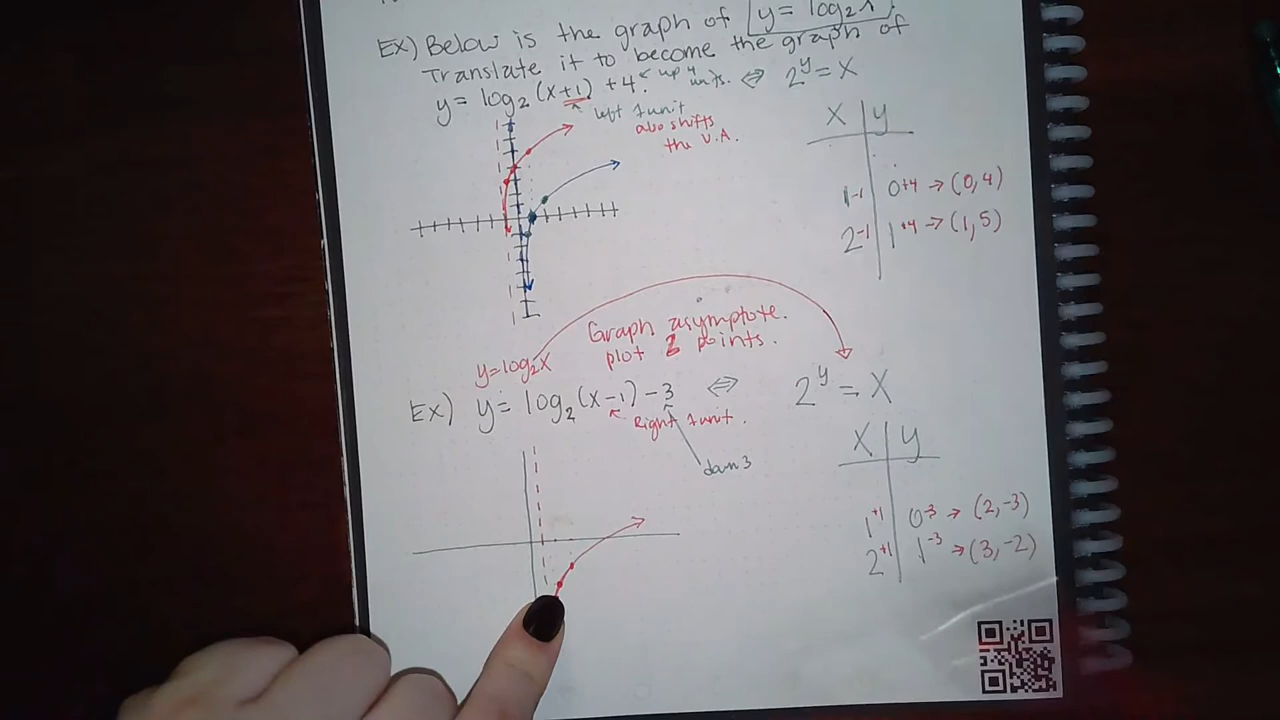 Ex) Below is the graph of y = log₂x.
Translate it to become the graph of
y = log₂(x+1) + 4. ← up 4 units. ⇔ 2^y = x
left 1 unit
also shifts
the V.A.
x | y
1-1 | 0+4 → (0,4)
2-1 | 1+4 → (1,5)
Graph asymptote.
plot 2 points.
y=log₂x
Ex) y = log₂(x-1) - 3 ⇔ 2^y = x
Right 1 unit.
down 3
x | y
1+1 | 0-3 → (2,-3)
2+1 | 1-3 → (3,-2)